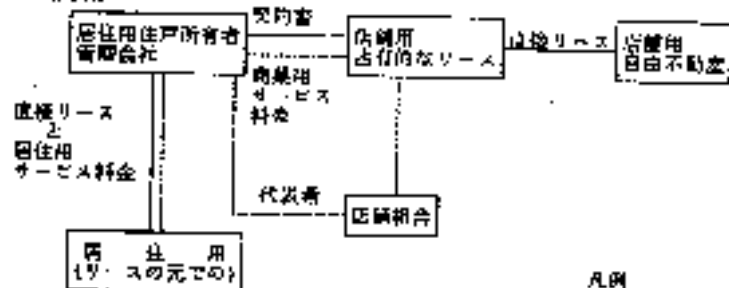 契約書
居住用住戸所有者
管理会社
店舗用
占有的なリース
直接リース
店舗用
自由不動産
商業用
サービス
料金
直接リース
と
居住用
サービス料金
代表者
店舗組合
居住用
(リースの元での)
凡例